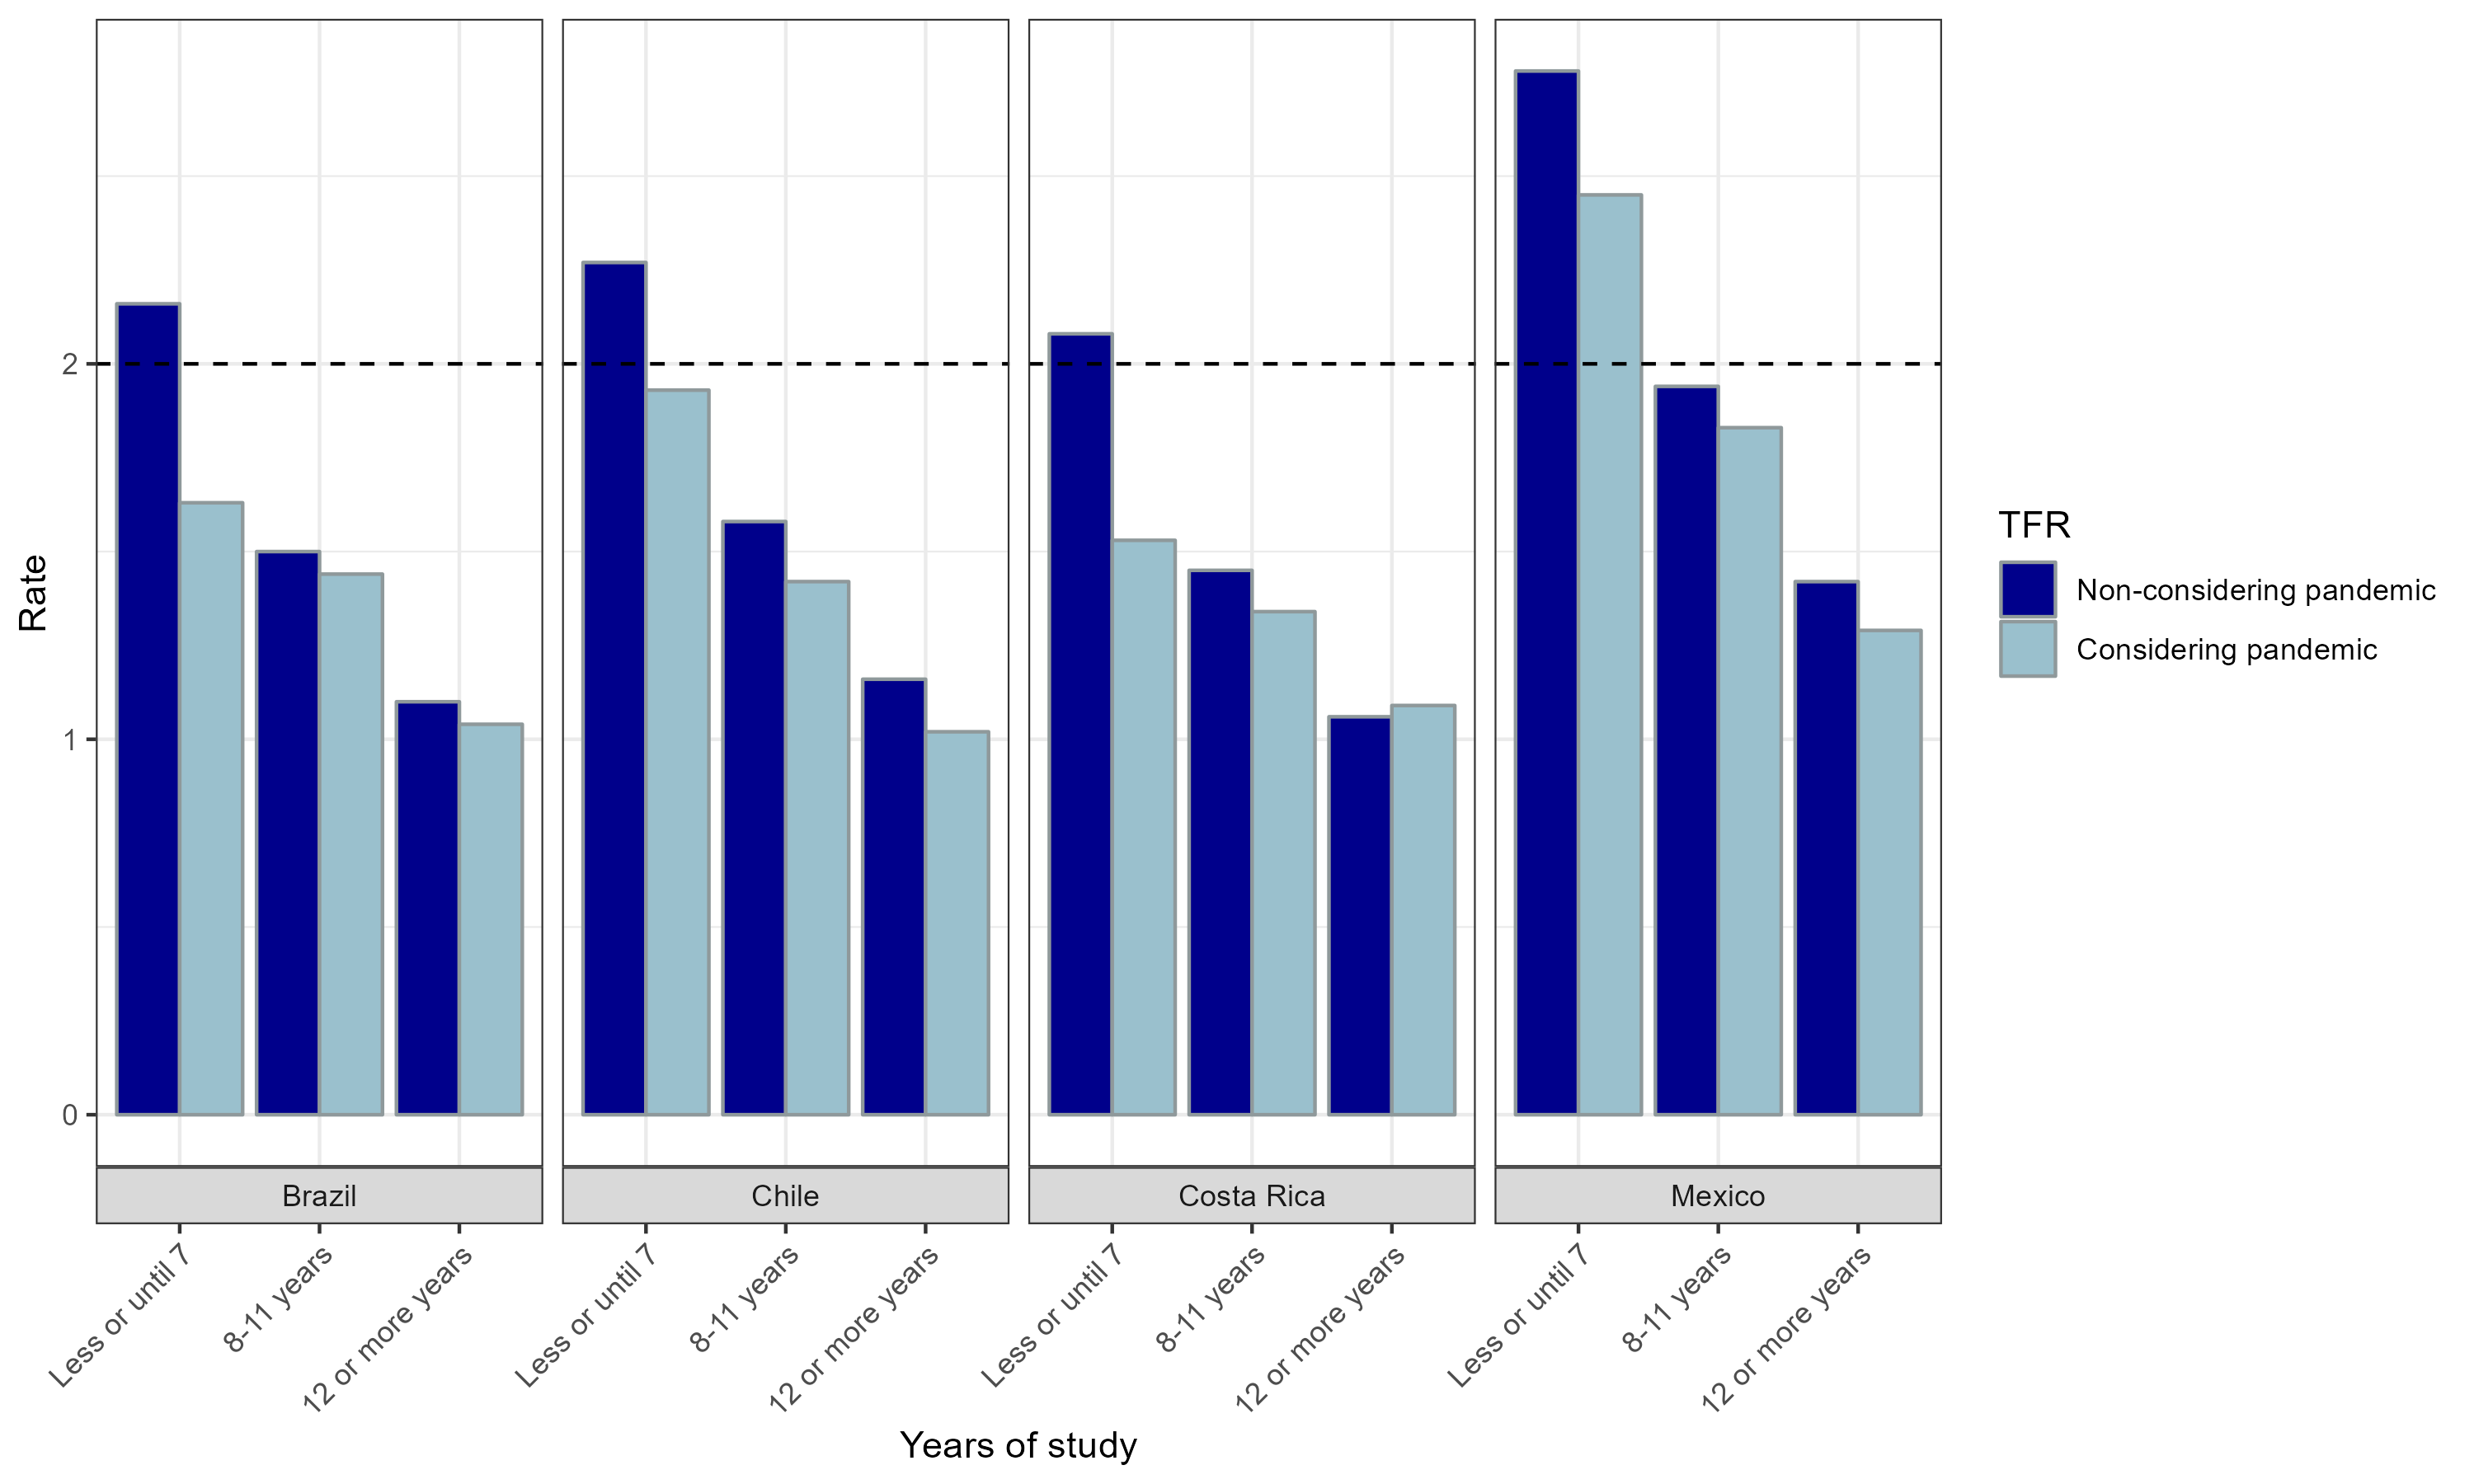 Rate
2
1
0
Brazil
Chile
Costa Rica
Mexico
Less or until 7
8-11 years
12 or more years
Less or until 7
8-11 years
12 or more years
Less or until 7
8-11 years
12 or more years
Less or until 7
8-11 years
12 or more years
Years of study
TFR
Non-considering pandemic
Considering pandemic